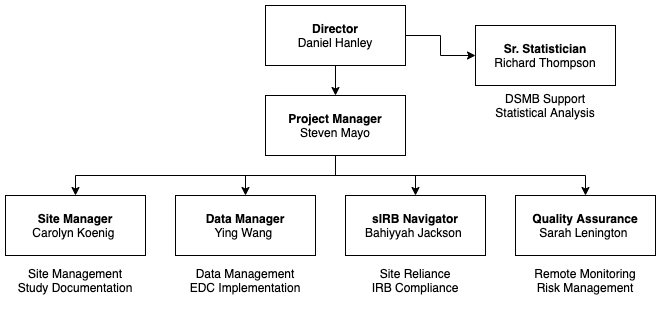 Director
Daniel Hanley
Sr. Statistician
Richard Thompson
DSMB Support
Statistical Analysis
Project Manager
Steven Mayo
Site Manager
Carolyn Koenig
Site Management
Study Documentation
Data Manager
Ying Wang
Data Management
EDC Implementation
sIRB Navigator
Bahiyyah Jackson
Site Reliance
IRB Compliance
Quality Assurance
Sarah Lenington
Remote Monitoring
Risk Management